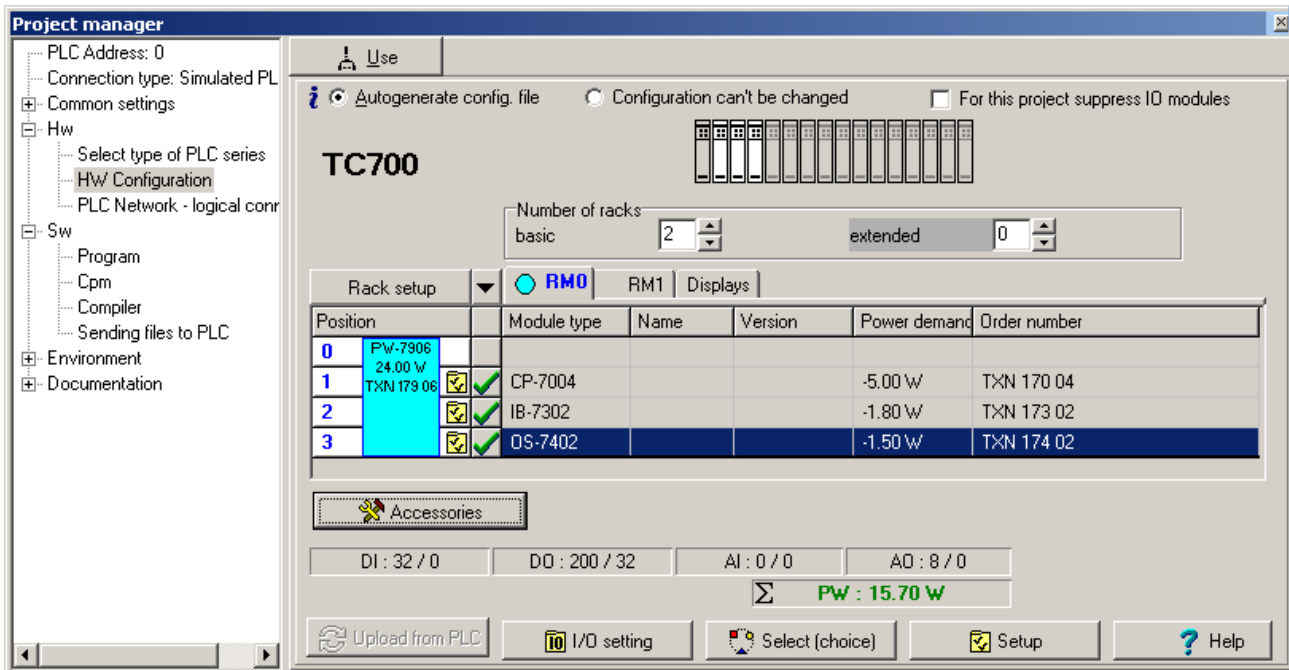 Project manager
PLC Address: 0
Connection type: Simulated PL
Common settings
Hw
Select type of PLC series
HW Configuration
PLC Network - logical conr
Sw
Program
Cpm
Compiler
Sending files to PLC
Environment
Documentation
Use
Autogenerate config. file Configuration can't be changed For this project suppress IO modules
TC700
Number of racks
basic 2 extended 0
Rack setup RM0 RM1 Displays
Position Module type Name Version Power demand Order number
0 PW-7906
24.00 W
1 TXN 179 06 CP-7004 -5.00 W TXN 170 04
2 IB-7302 -1.80 W TXN 173 02
3 OS-7402 -1.50 W TXN 174 02
Accessories
DI : 32 / 0 DO : 200 / 32 AI : 0 / 0 AO : 8 / 0
Σ PW : 15.70 W
Upload from PLC IO I/O setting Select (choice) Setup ? Help